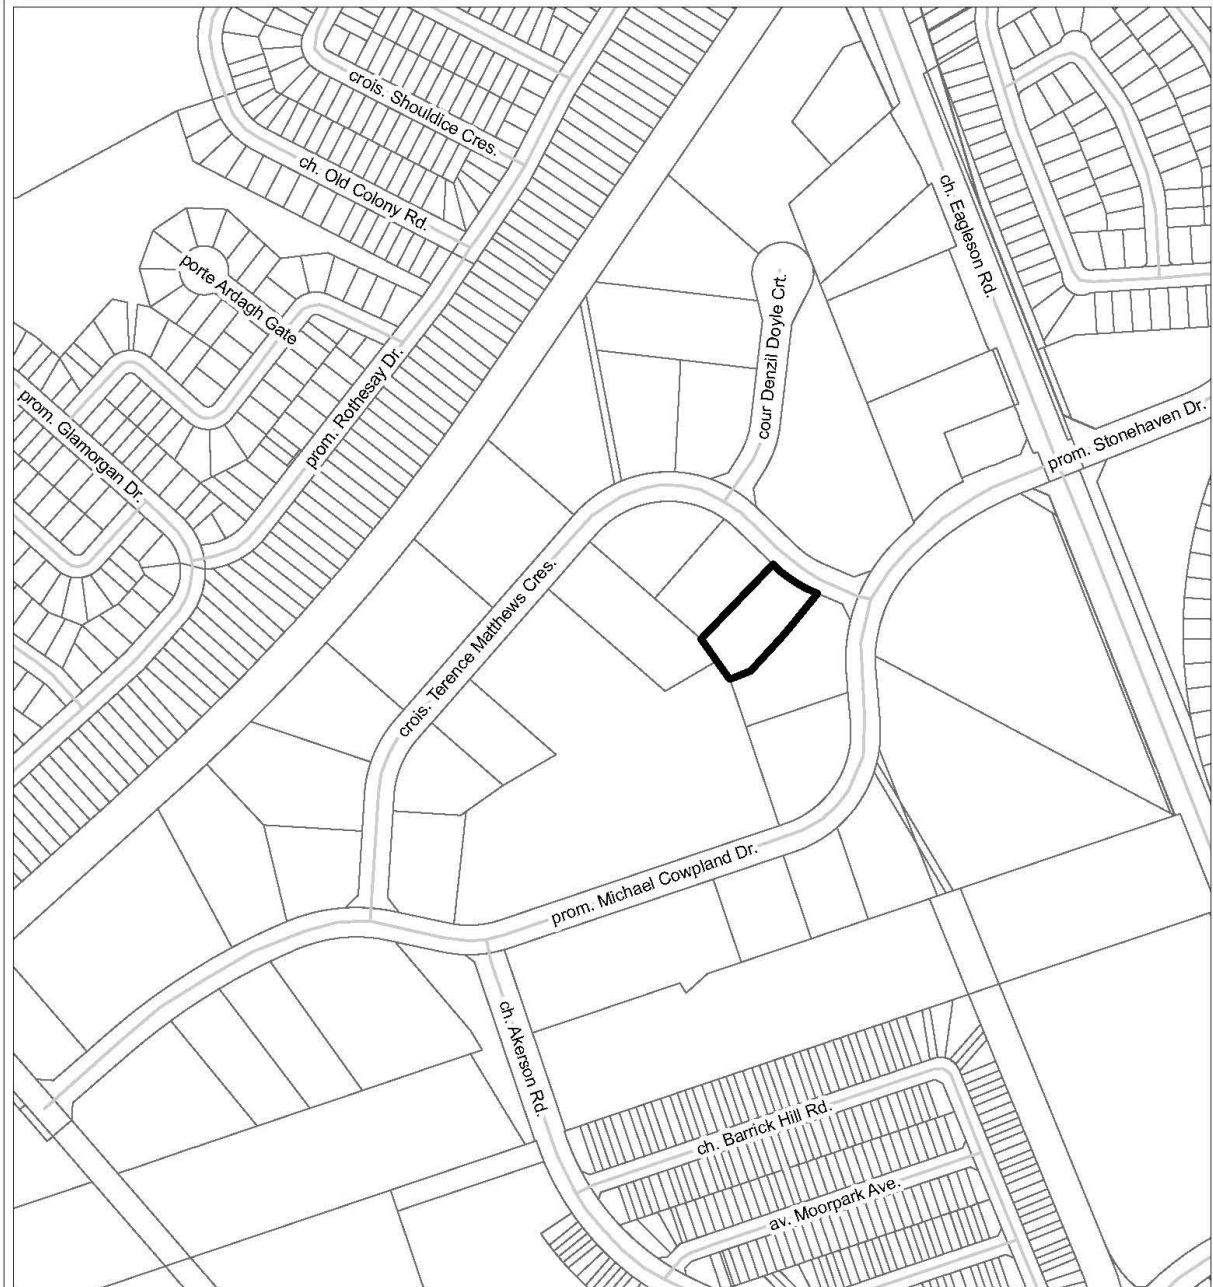 crois. Shouldice Cres.
ch. Old Colony Rd.
ch. Eagleson Rd.
porte Ardagh Gate
cour Denzil Doyle Crt.
prom. Rothesay Dr.
prom. Glamorgan Dr.
prom. Stonehaven Dr.
crois. Terence Matthews Cres.
prom. Michael Cowpland Dr.
ch. Akerson Rd.
ch. Barrick Hill Rd.
av. Moorpark Ave.